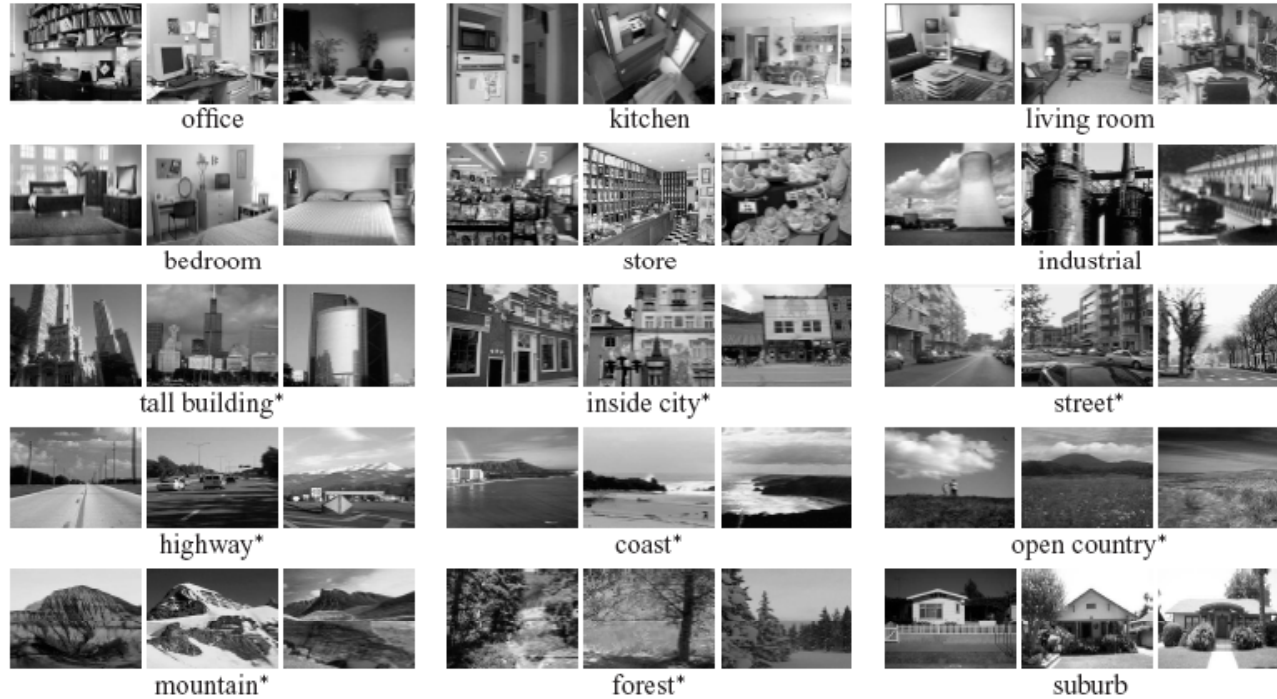 office kitchen living room
bedroom store industrial
tall building* inside city* street*
highway* coast* open country*
mountain* forest* suburb